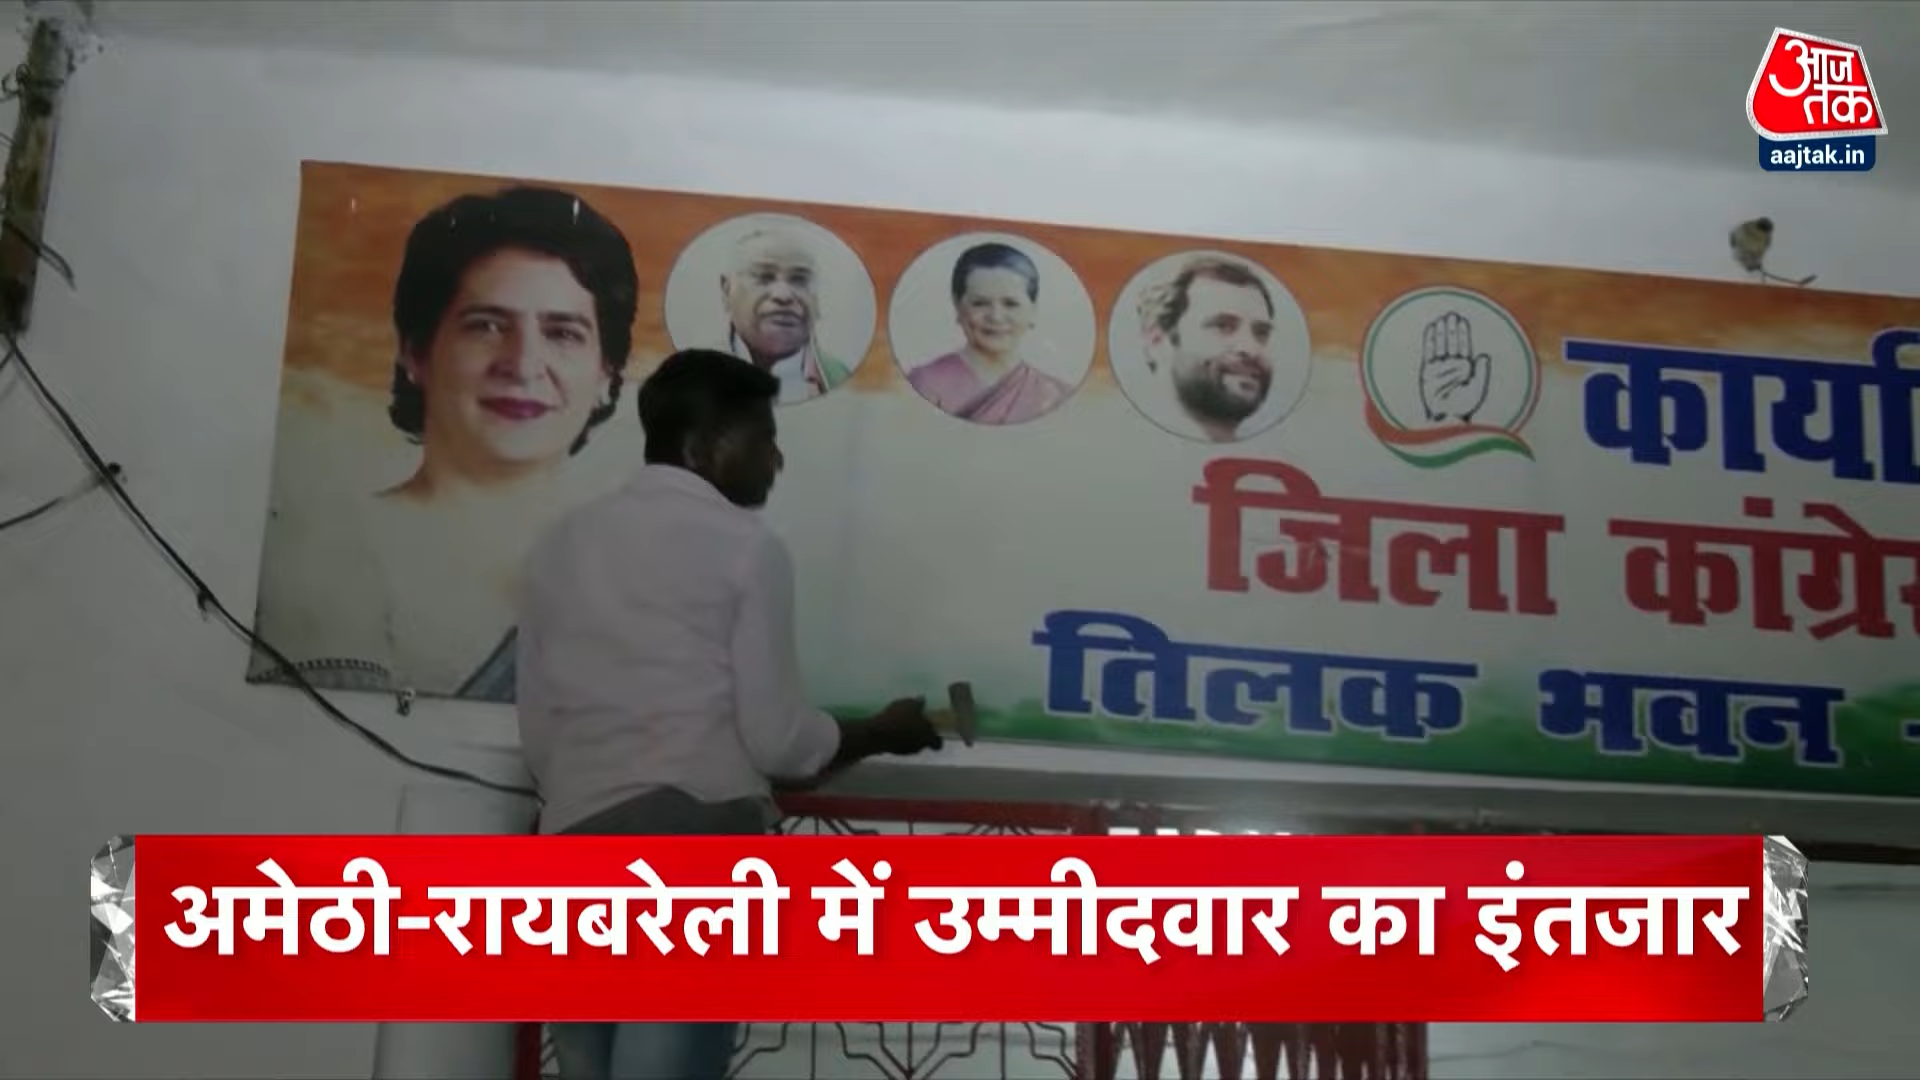 आज
तक
aajtak.in
जिला
तिलक भवन
अमेठी-रायबरेली में उम्मीदवार का इंतजार